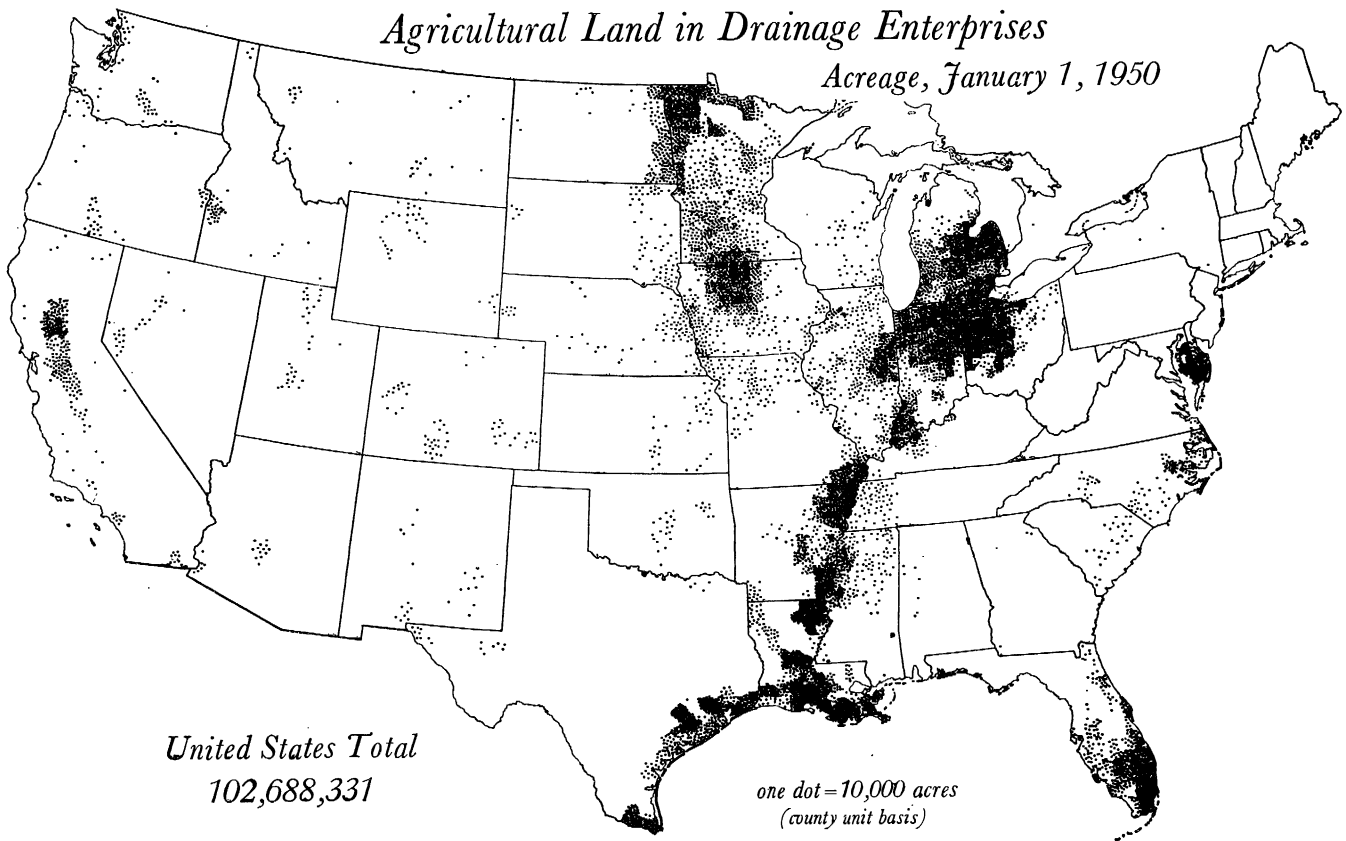 Agricultural Land in Drainage Enterprises
Acreage, January 1, 1950
United States Total
102,688,331
one dot=10,000 acres
(county unit basis)